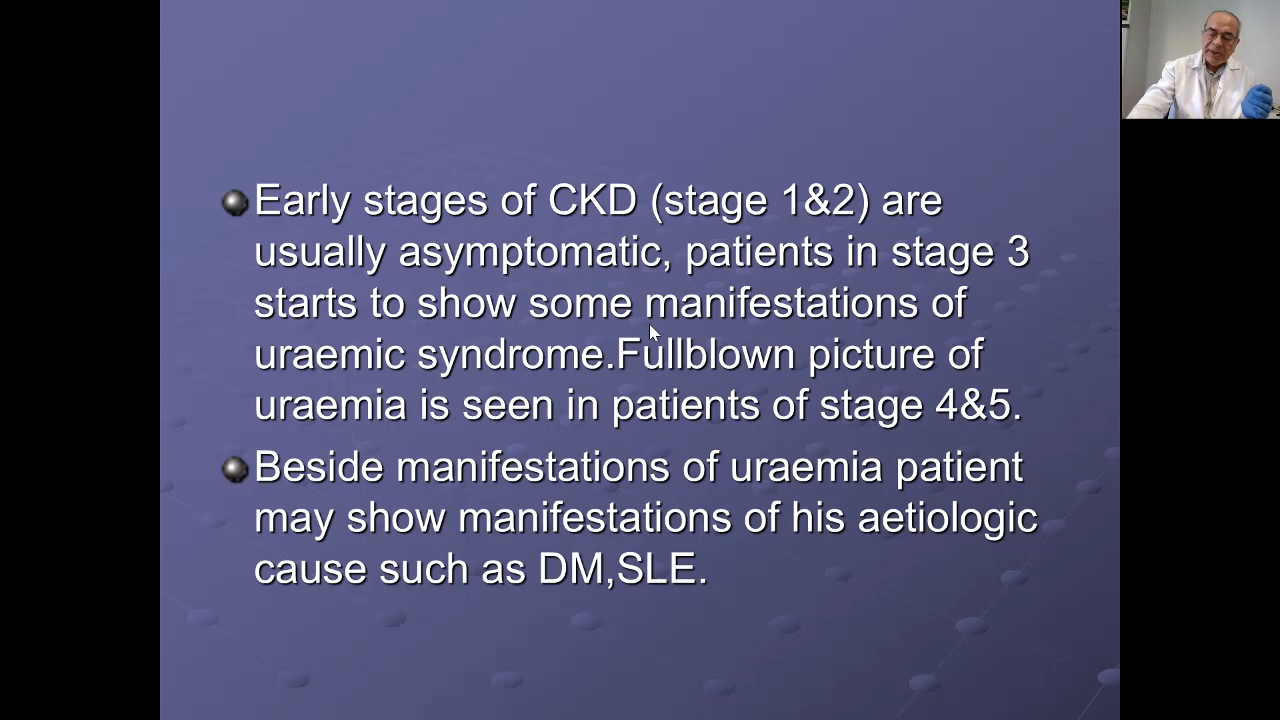 Early stages of CKD (stage 1&2) are
usually asymptomatic, patients in stage 3
starts to show some manifestations of
uraemic syndrome.Fullblown picture of
uraemia is seen in patients of stage 4&5.
Beside manifestations of uraemia patient
may show manifestations of his aetiologic
cause such as DM,SLE.